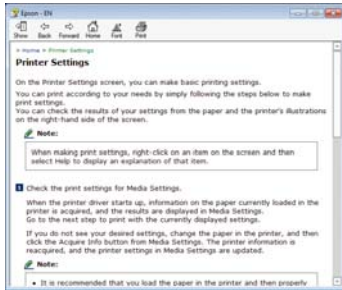 Epson - EN
Show Back Forward Home Font Print
> Home > Printer Settings
Printer Settings
On the Printer Settings screen, you can make basic printing settings.
You can print according to your needs by simply following the steps below to make
print settings.
You can check the results of your settings from the paper and the printer's illustrations
on the right-hand side of the screen.
Note:
When making print settings, right-click on an item on the screen and then
select Help to display an explanation of that item.
1 Check the print settings for Media Settings.
When the printer driver starts up, information on the paper currently loaded in the
printer is acquired, and the results are displayed in Media Settings.
Go to the next step to print with the currently displayed settings.
If you do not see your desired settings, change the paper in the printer, and then
click the Acquire Info button from Media Settings. The printer information is
reacquired, and the printer settings in Media Settings are updated.
Note:
• It is recommended that you load the paper in the printer and then properly